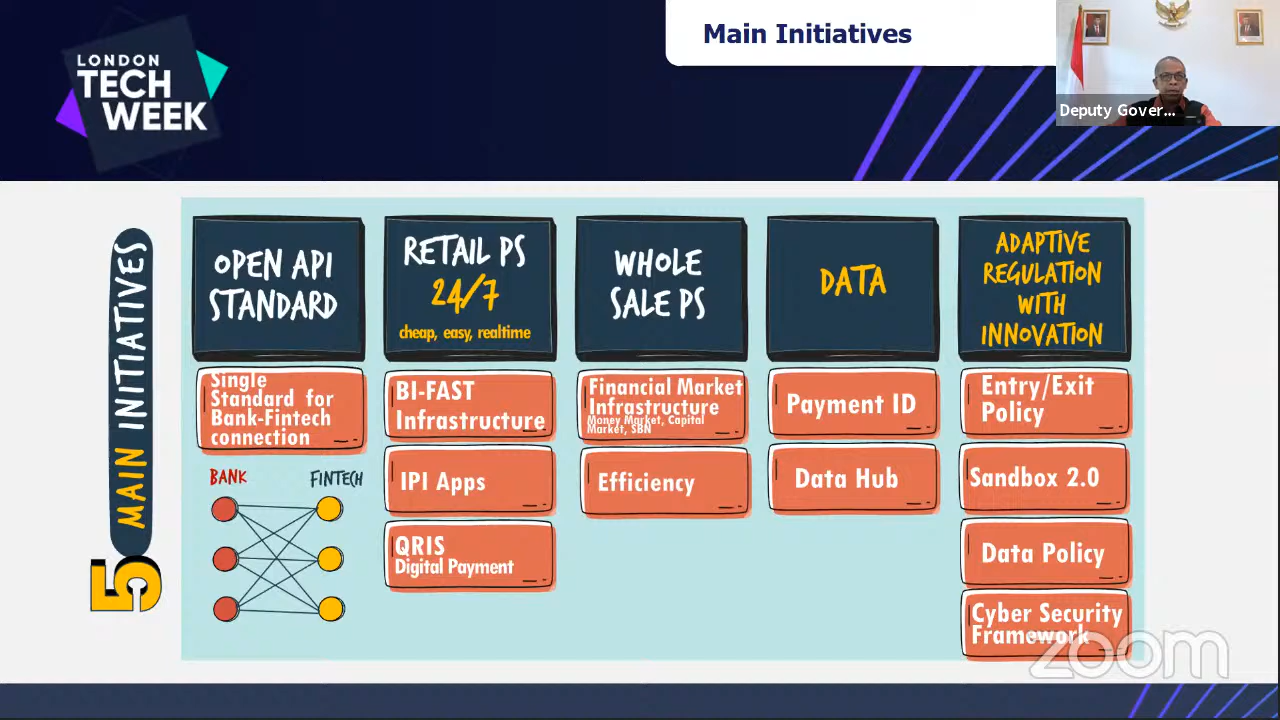 LONDON
TECH
WEEK
Main Initiatives
Deputy Gover...
5 MAIN INITIATIVES
OPEN API
STANDARD
Single
Standard for
Bank-Fintech
connection
BANK
FINTECH
RETAIL PS
24/7
cheap, easy, realtime
BI-FAST
Infrastructure
IPI Apps
QRIS
Digital Payment
WHOLE
SALE PS
Financial Market
Infrastructure
Money Market, Capital
Market, SBN
Efficiency
DATA
Payment ID
Data Hub
ADAPTIVE
REGULATION
WITH
INNOVATION
Entry/Exit
Policy
Sandbox 2.0
Data Policy
Cyber Security
Framework
zoom